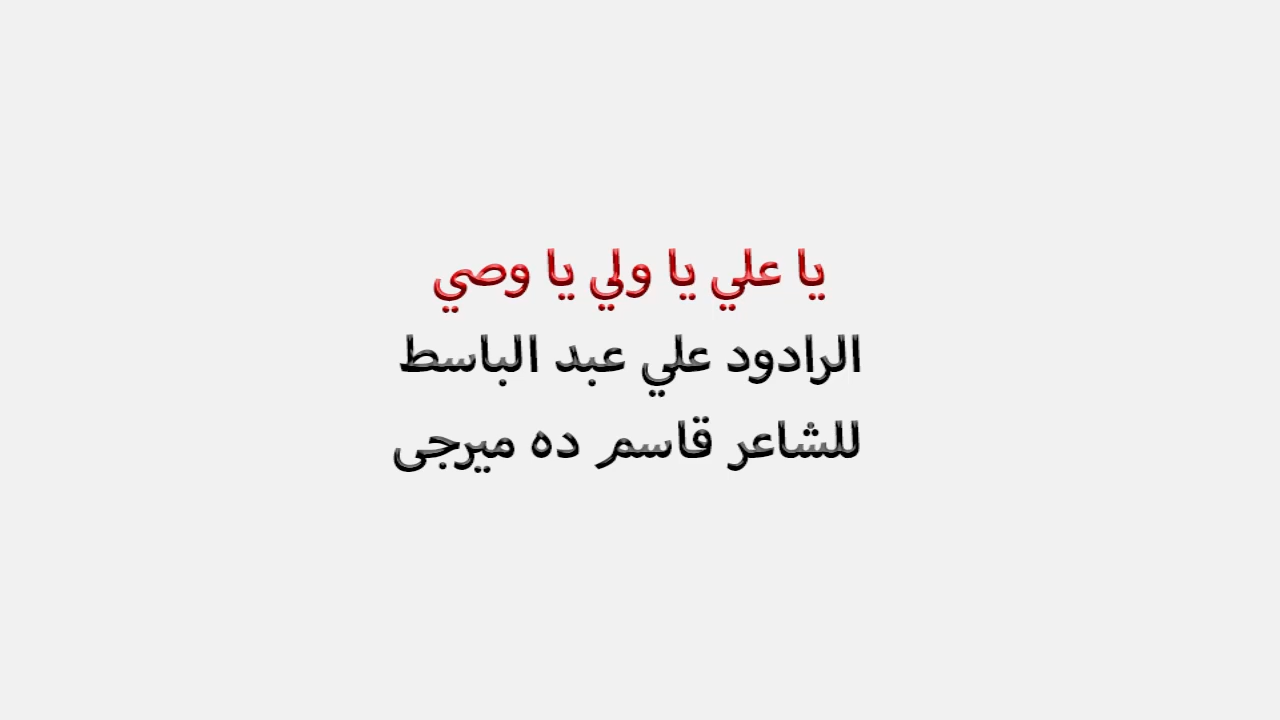 يا علي يا ولي يا وصي
الرادود علي عبد الباسط
للشاعر قاسم ده ميرجى